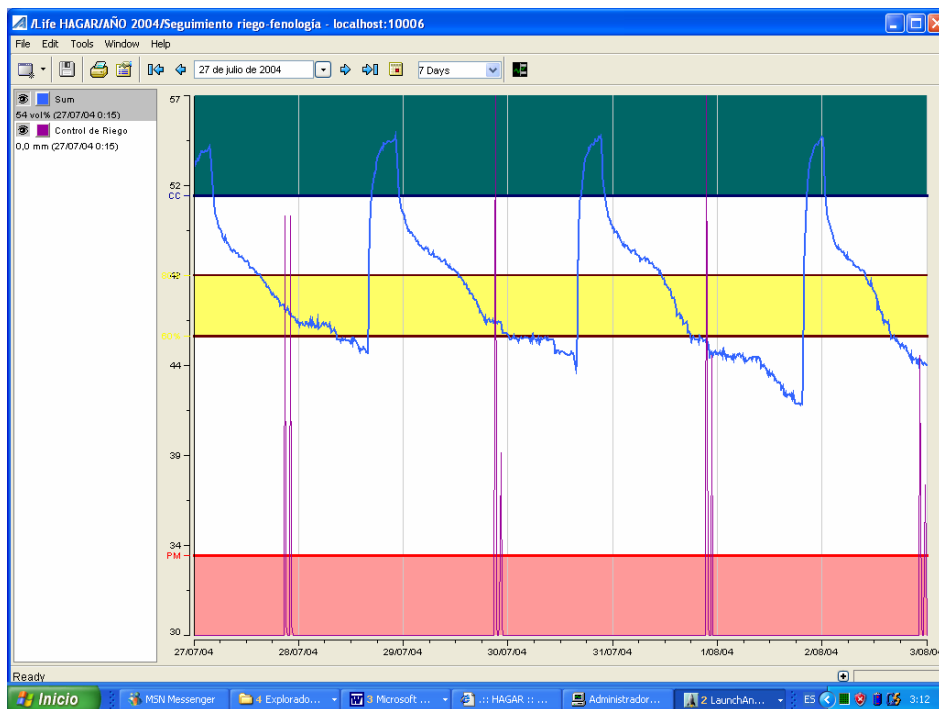 /Life HAGAR/AÑO 2004/Seguimiento riego-fenología - localhost:10006
File Edit Tools Window Help
27 de julio de 2004
7 Days
Sum
54 vol% (27/07/04 0:15)
Control de Riego
0,0 mm (27/07/04 0:15)
57
52
CC
42
44
39
34
PM
30
27/07/04 28/07/04 29/07/04 30/07/04 31/07/04 1/08/04 2/08/04 3/08/04
Ready
Inicio MSN Messenger 4 Explorado... 3 Microsoft ... .:: HAGAR :: ... Administrador... 2 LaunchAn... ES 3:12